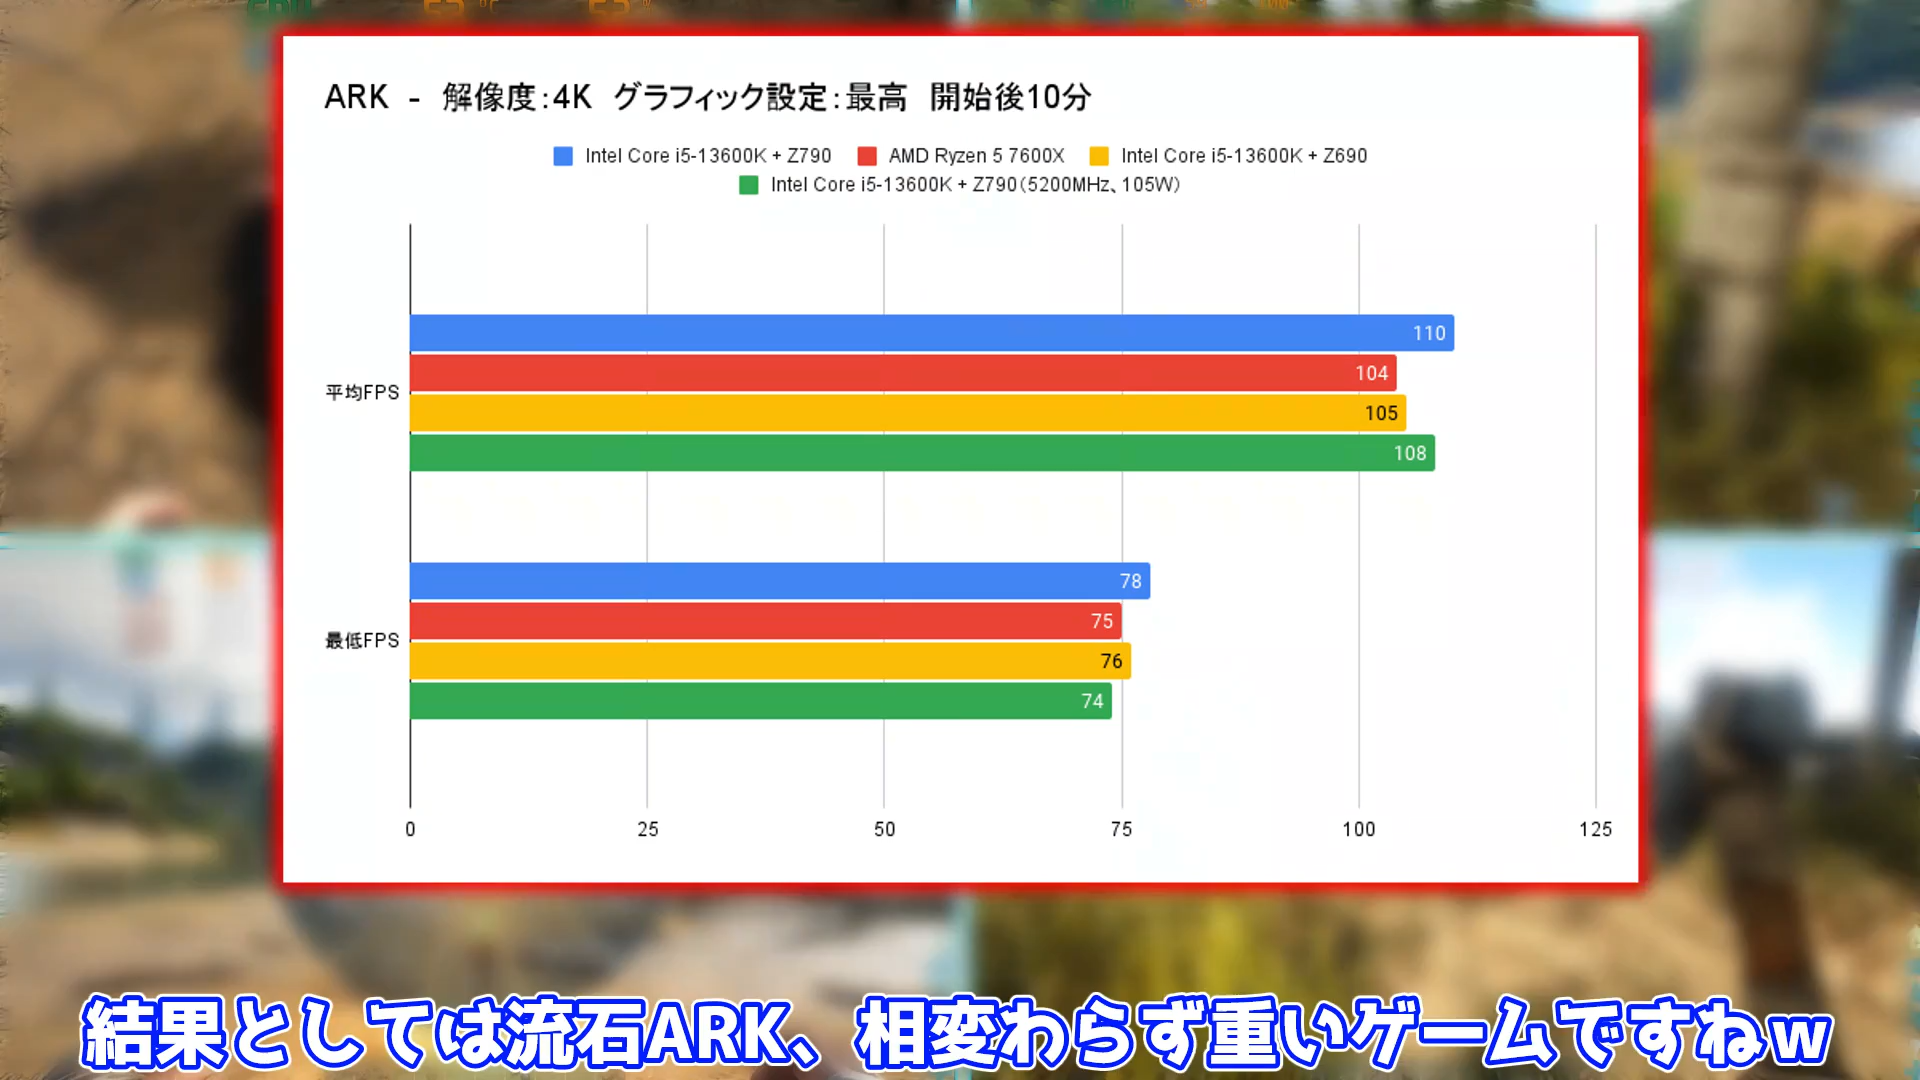 ARK - 解像度:4K グラフィック設定:最高 開始後10分
Intel Core i5-13600K + Z790 AMD Ryzen 5 7600X Intel Core i5-13600K + Z690
Intel Core i5-13600K + Z790(5200MHz、105W)
110
104
平均FPS
105
108
78
75
最低FPS
76
74
0 25 50 75 100 125
結果としては流石ARK、相変わらず重いゲームですねw